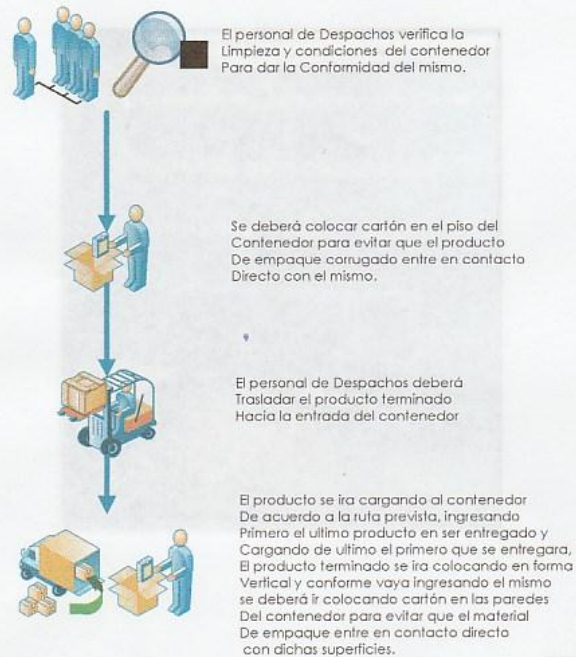 El personal de Despachos verifica la
Limpieza y condiciones del contenedor
Para dar la Conformidad del mismo.
Se deberá colocar cartón en el piso del
Contenedor para evitar que el producto
De empaque corrugado entre en contacto
Directo con el mismo.
El personal de Despachos deberá
Trasladar el producto terminado
Hacia la entrada del contenedor
El producto se ira cargando al contenedor
De acuerdo a la ruta prevista, ingresando
Primero el ultimo producto en ser entregado y
Cargando de ultimo el primero que se entregara,
El producto terminado se ira colocando en forma
Vertical y conforme vaya ingresando el mismo
se deberá ir colocando cartón en las paredes
Del contenedor para evitar que el material
De empaque entre en contacto directo
con dichas superficies.